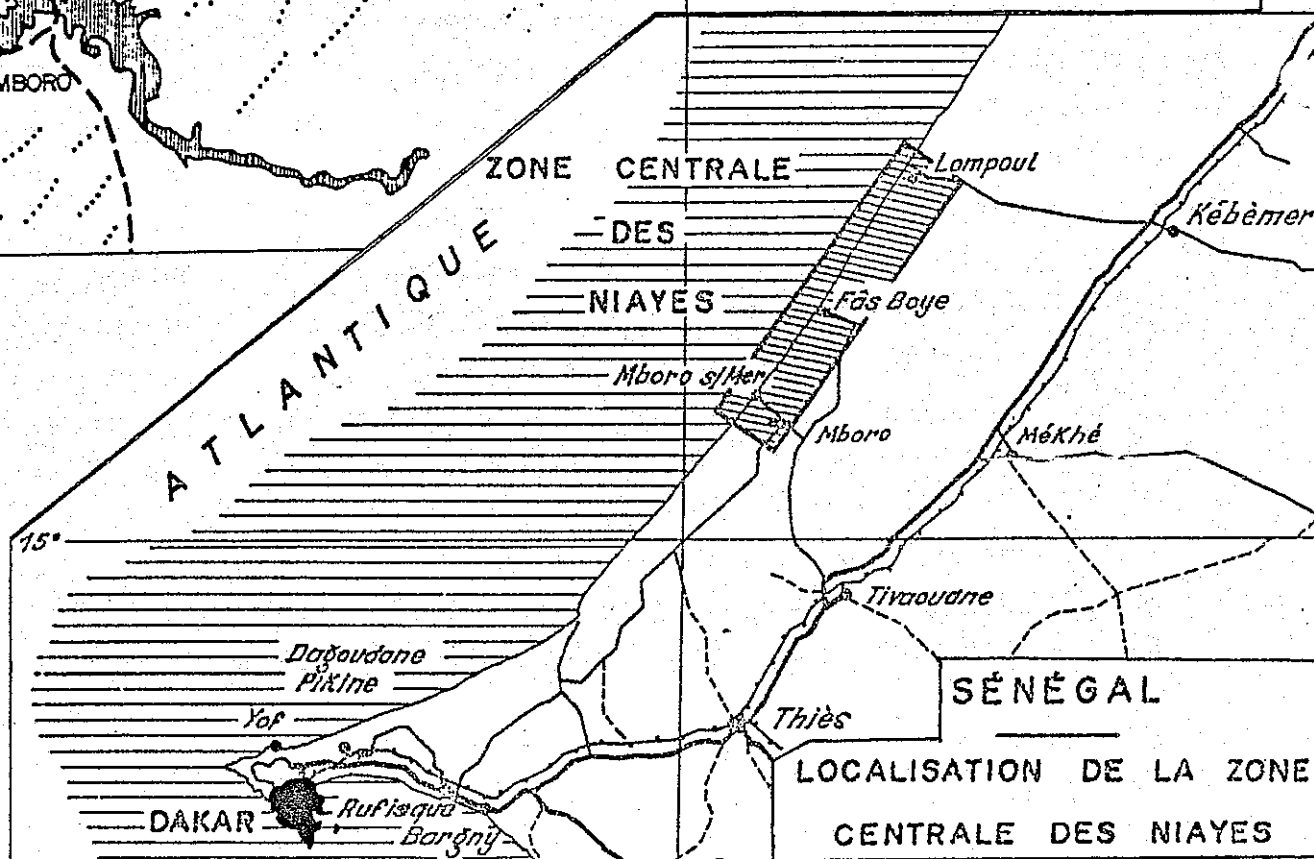 MBORO
ZONE CENTRALE
DES
NIAYES
ATLANTIQUE
Lompoul
Kébèmer
Fâs Boye
Mboro s/Mer
Mboro
Mékhé
15°
Tivaouane
Dagoudane
Pikine
Yof
Thiès
DAKAR
Rufisque
Bargny
SÉNÉGAL
LOCALISATION DE LA ZONE
CENTRALE DES NIAYES